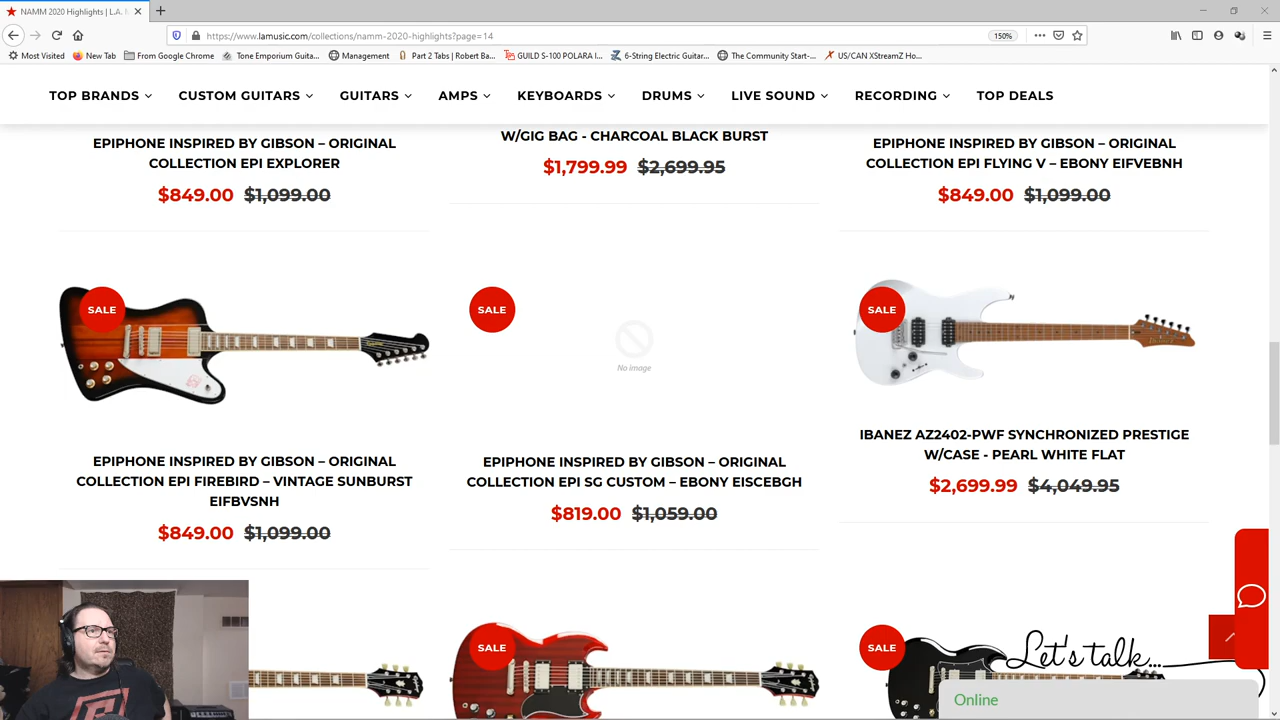 NAMM 2020 Highlights | L.A. M
https://www.lamusic.com/collections/namm-2020-highlights?page=14
150%
Most Visited
New Tab
From Google Chrome
Tone Emporium Guita...
Management
Part 2 Tabs | Robert Ba...
GUILD S-100 POLARA I...
6-String Electric Guitar...
The Community Start-...
US/CAN XStreamZ Ho...
TOP BRANDS
CUSTOM GUITARS
GUITARS
AMPS
KEYBOARDS
DRUMS
LIVE SOUND
RECORDING
TOP DEALS
EPIPHONE INSPIRED BY GIBSON – ORIGINAL
COLLECTION EPI EXPLORER
$849.00 $1,099.00
W/GIG BAG - CHARCOAL BLACK BURST
$1,799.99 $2,699.95
EPIPHONE INSPIRED BY GIBSON – ORIGINAL
COLLECTION EPI FLYING V – EBONY EIFVEBNH
$849.00 $1,099.00
SALE
EPIPHONE INSPIRED BY GIBSON – ORIGINAL
COLLECTION EPI FIREBIRD – VINTAGE SUNBURST
EIFBVSNH
$849.00 $1,099.00
SALE
No image
EPIPHONE INSPIRED BY GIBSON – ORIGINAL
COLLECTION EPI SG CUSTOM – EBONY EISCEBGH
$819.00 $1,059.00
SALE
IBANEZ AZ2402-PWF SYNCHRONIZED PRESTIGE
W/CASE - PEARL WHITE FLAT
$2,699.99 $4,049.95
SALE
SALE
Let's talk...
Online